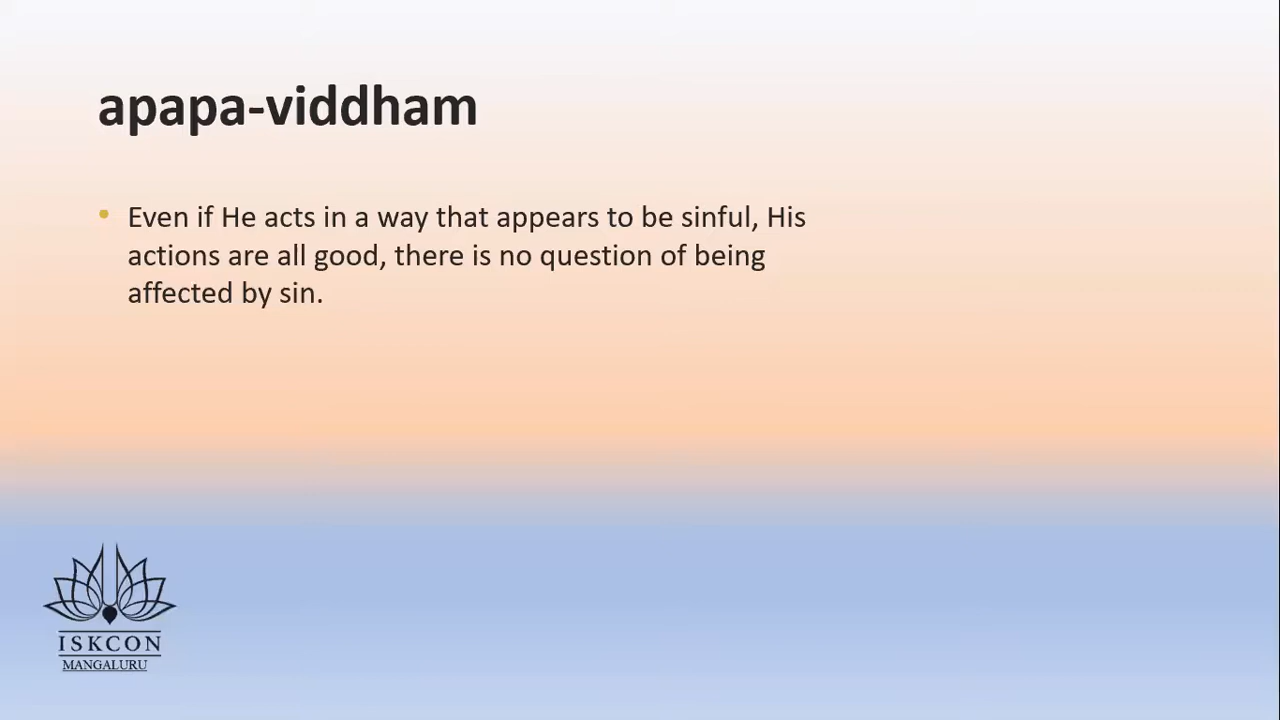 apapa-viddham
• Even if He acts in a way that appears to be sinful, His
actions are all good, there is no question of being
affected by sin.
ISKCON
MANGALURU